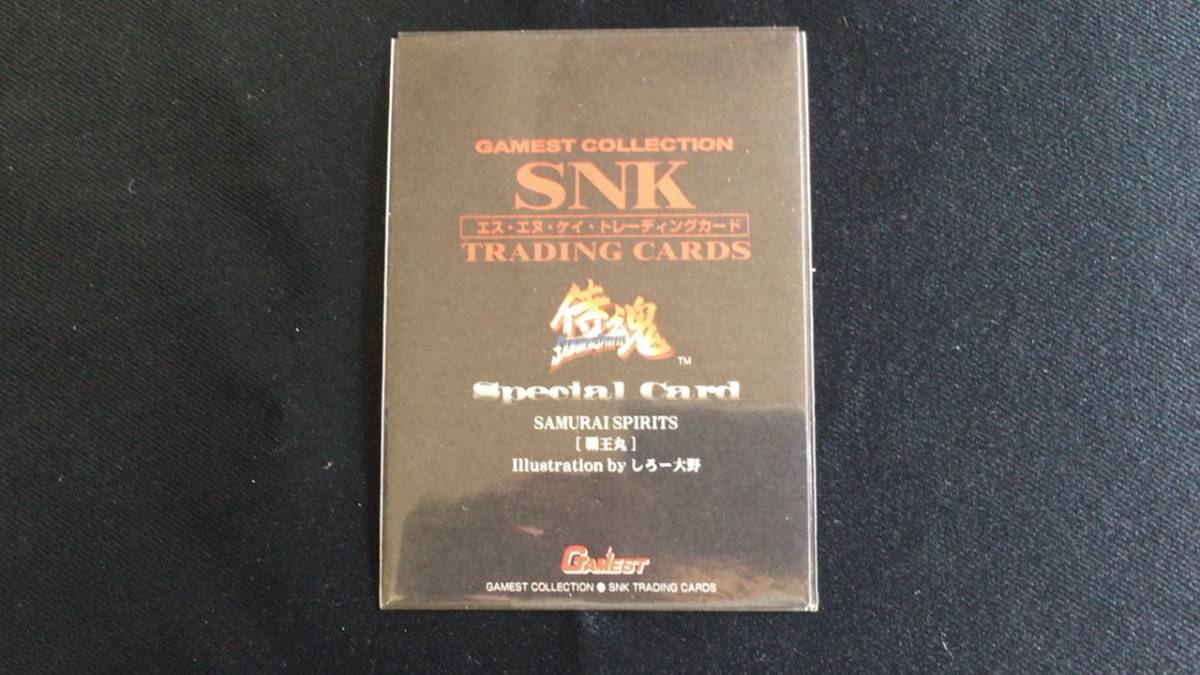 GAMEST COLLECTION
SNK
エス・エヌ・ケイ・トレーディングカード
TRADING CARDS
侍魂
SAMURAI SPIRITS
TM
Special Card
SAMURAI SPIRITS
[ 覇王丸 ]
Illustration by しろー大野
GAMEST
GAMEST COLLECTION ● SNK TRADING CARDS